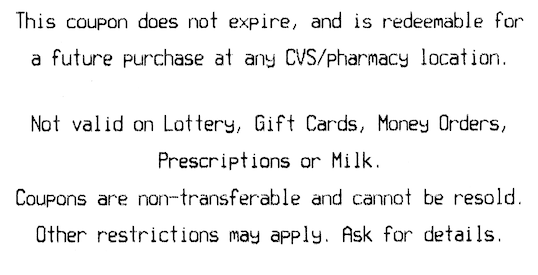 This coupon does not expire, and is redeemable for
a future purchase at any CVS/pharmacy location.
Not valid on Lottery, Gift Cards, Money Orders,
Prescriptions or Milk.
Coupons are non-transferable and cannot be resold.
Other restrictions may apply. Ask for details.